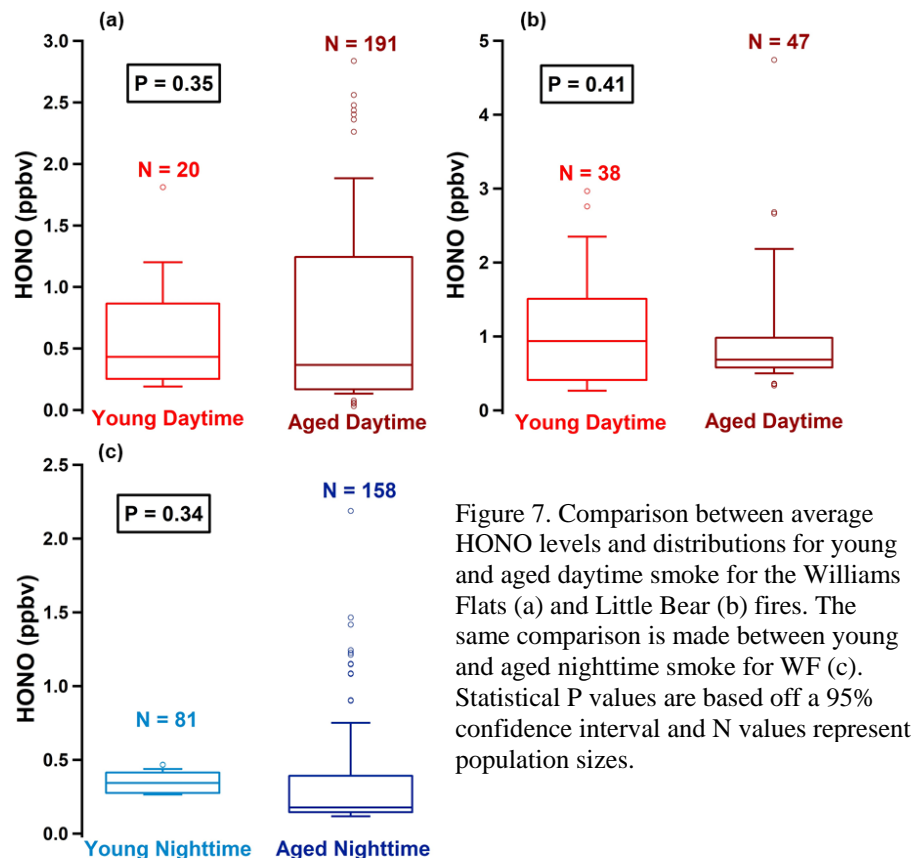 (a)
3.0
2.5
2.0
1.5
1.0
0.5
0.0
HONO (ppbv)
P = 0.35
N = 20
N = 191
Young Daytime
Aged Daytime
(b)
5
4
3
2
1
0
HONO (ppbv)
P = 0.41
N = 38
N = 47
Young Daytime
Aged Daytime
(c)
2.5
2.0
1.5
1.0
0.5
0.0
HONO (ppbv)
P = 0.34
N = 81
N = 158
Young Nighttime
Aged Nighttime
Figure 7. Comparison between average
HONO levels and distributions for young
and aged daytime smoke for the Williams
Flats (a) and Little Bear (b) fires. The
same comparison is made between young
and aged nighttime smoke for WF (c).
Statistical P values are based off a 95%
confidence interval and N values represent
population sizes.